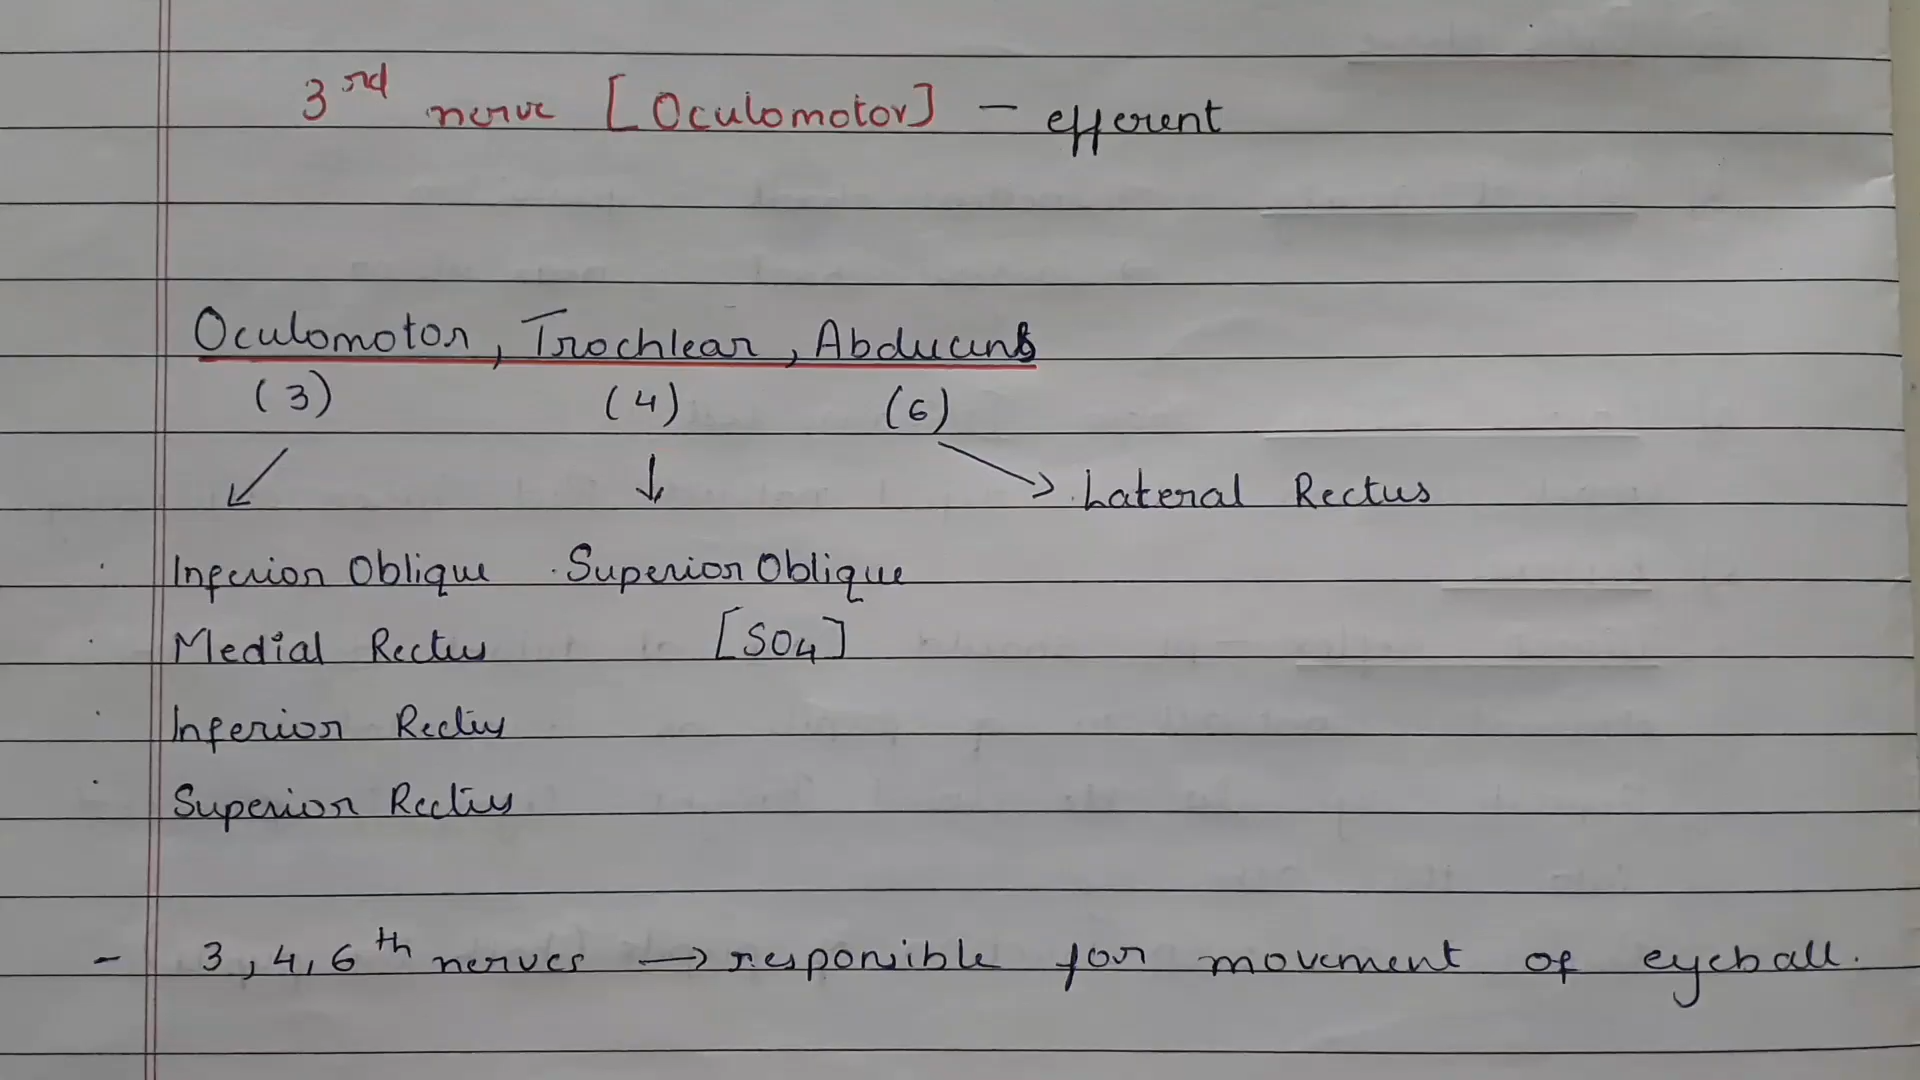 3rd nerve [Oculomotor] - efferent
Oculomotor, Trochlear, Abducens
(3) (4) (6)
↙ ↓ → Lateral Rectus
Inferior Oblique · Superior Oblique
Medial Rectus [SO4]
Inferior Rectus
Superior Rectus
- 3, 4, 6th nerves → responsible for movement of eyeball.